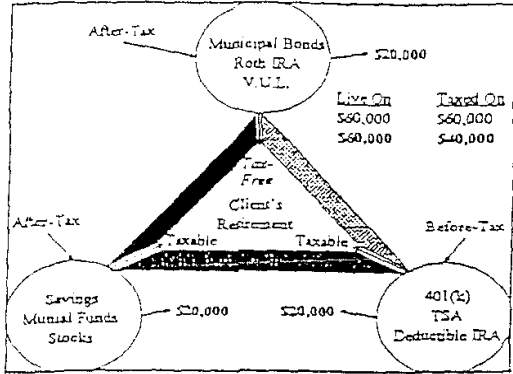 After-Tax
Municipal Bonds
Roth IRA
V.U.L.
$20,000
Live On Taxed On
$60,000 $60,000
$60,000 $40,000
Tax-
Free
Client's
Retirement
After-Tax
Taxable Taxable
Before-Tax
Savings
Mutual Funds
Stocks
$20,000 $20,000
401(k)
TSA
Deductible IRA